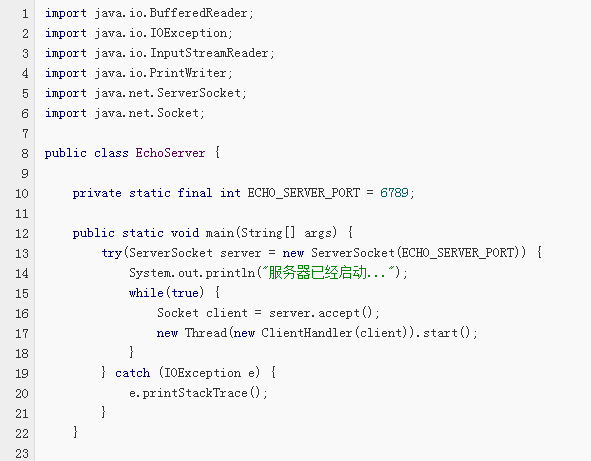 1 import java.io.BufferedReader;
2 import java.io.IOException;
3 import java.io.InputStreamReader;
4 import java.io.PrintWriter;
5 import java.net.ServerSocket;
6 import java.net.Socket;
7
8 public class EchoServer {
9
10     private static final int ECHO_SERVER_PORT = 6789;
11
12     public static void main(String[] args) {
13         try(ServerSocket server = new ServerSocket(ECHO_SERVER_PORT)) {
14             System.out.println("服务器已经启动...");
15             while(true) {
16                 Socket client = server.accept();
17                 new Thread(new ClientHandler(client)).start();
18             }
19         } catch (IOException e) {
20             e.printStackTrace();
21         }
22     }
23